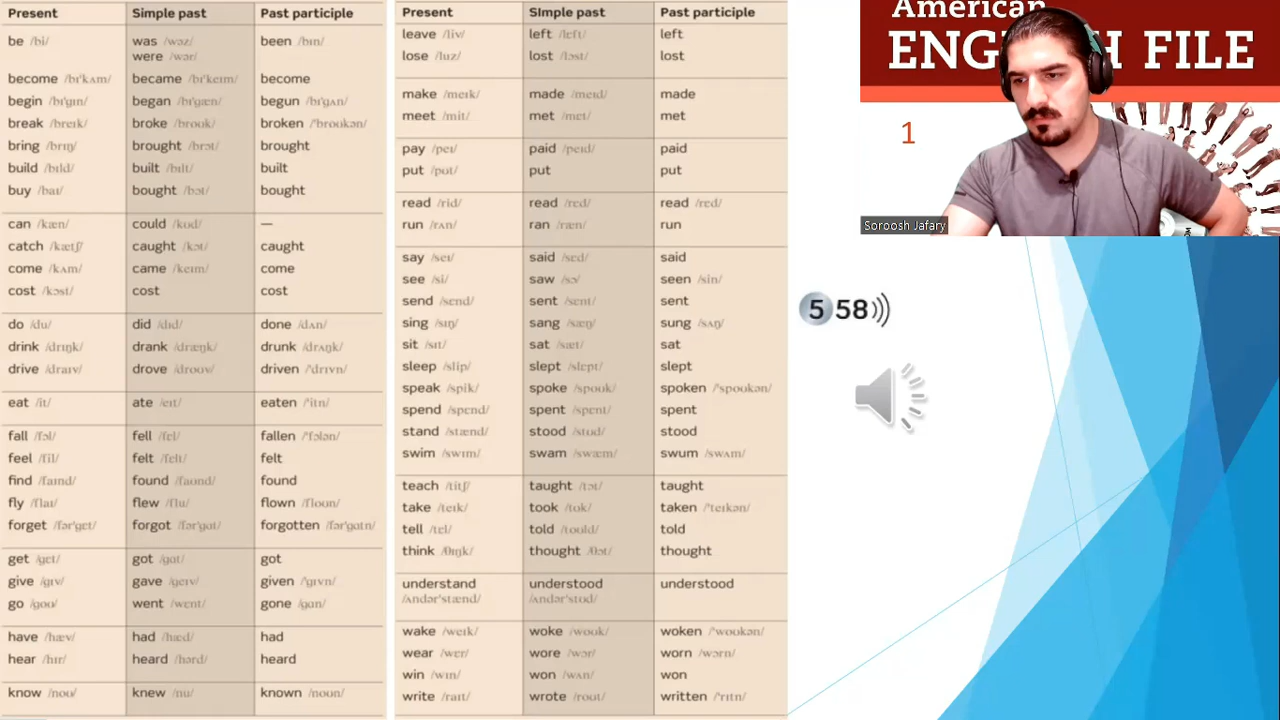 Present Simple past Past participle
be /bi/ was /wəz/ been /bɪn/
were /wər/
become /bɪˈkʌm/ became /bɪˈkeɪm/ become
begin /bɪˈɡɪn/ began /bɪˈɡæn/ begun /bɪˈɡʌn/
break /breɪk/ broke /broʊk/ broken /ˈbroʊkən/
bring /brɪŋ/ brought /brɔt/ brought
build /bɪld/ built /bɪlt/ built
buy /baɪ/ bought /bɔt/ bought
can /kæn/ could /kʊd/ —
catch /kætʃ/ caught /kɔt/ caught
come /kʌm/ came /keɪm/ come
cost /kɔst/ cost cost
do /du/ did /dɪd/ done /dʌn/
drink /drɪŋk/ drank /dræŋk/ drunk /drʌŋk/
drive /draɪv/ drove /droʊv/ driven /ˈdrɪvn/
eat /it/ ate /eɪt/ eaten /ˈitn/
fall /fɔl/ fell /fɛl/ fallen /ˈfɔlən/
feel /fil/ felt /fɛlt/ felt
find /faɪnd/ found /faʊnd/ found
fly /flaɪ/ flew /flu/ flown /floʊn/
forget /fərˈɡɛt/ forgot /fərˈɡɑt/ forgotten /fərˈɡɑtn/
get /ɡɛt/ got /ɡɑt/ got
give /ɡɪv/ gave /ɡeɪv/ given /ˈɡɪvn/
go /ɡoʊ/ went /wɛnt/ gone /ɡɔn/
have /hæv/ had /hæd/ had
hear /hɪr/ heard /hərd/ heard
know /noʊ/ knew /nu/ known /noʊn/
Present SImple past Past participle
leave /liv/ left /lɛft/ left
lose /luz/ lost /lɔst/ lost
make /meɪk/ made /meɪd/ made
meet /mit/ met /mɛt/ met
pay /peɪ/ paid /peɪd/ paid
put /pʊt/ put put
read /rid/ read /rɛd/ read /rɛd/
run /rʌn/ ran /ræn/ run
say /seɪ/ said /sɛd/ said
see /si/ saw /sɔ/ seen /sin/
send /sɛnd/ sent /sɛnt/ sent
sing /sɪŋ/ sang /sæŋ/ sung /sʌŋ/
sit /sɪt/ sat /sæt/ sat
sleep /slip/ slept /slɛpt/ slept
speak /spik/ spoke /spoʊk/ spoken /ˈspoʊkən/
spend /spɛnd/ spent /spɛnt/ spent
stand /stænd/ stood /stʊd/ stood
swim /swɪm/ swam /swæm/ swum /swʌm/
teach /titʃ/ taught /tɔt/ taught
take /teɪk/ took /tʊk/ taken /ˈteɪkən/
tell /tɛl/ told /toʊld/ told
think /θɪŋk/ thought /θɔt/ thought
understand understood understood
/ʌndərˈstænd/ /ʌndərˈstʊd/
wake /weɪk/ woke /woʊk/ woken /ˈwoʊkən/
wear /wɛr/ wore /wɔr/ worn /wɔrn/
win /wɪn/ won /wʌn/ won
write /raɪt/ wrote /roʊt/ written /ˈrɪtn/
American
FILE
1
Soroosh Jafary
5 58